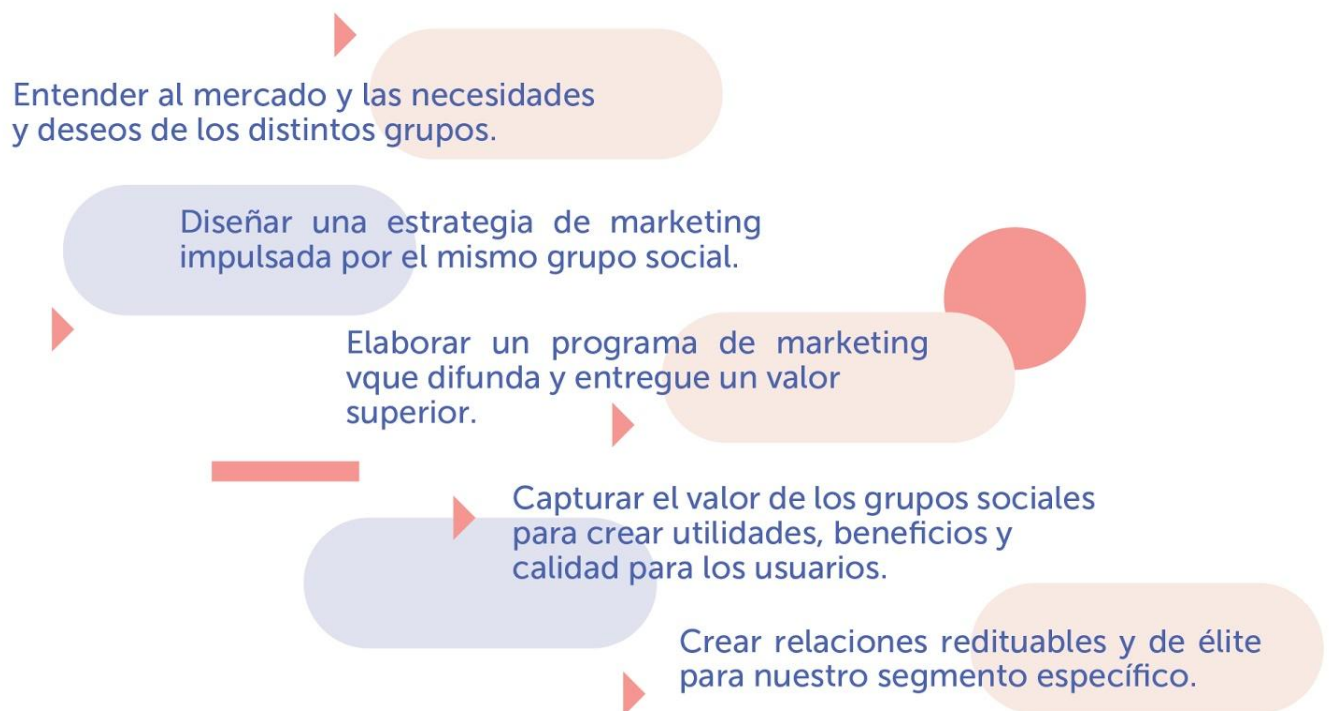 Entender al mercado y las necesidades
y deseos de los distintos grupos.
Diseñar una estrategia de marketing
impulsada por el mismo grupo social.
Elaborar un programa de marketing
vque difunda y entregue un valor
superior.
Capturar el valor de los grupos sociales
para crear utilidades, beneficios y
calidad para los usuarios.
Crear relaciones redituables y de élite
para nuestro segmento específico.